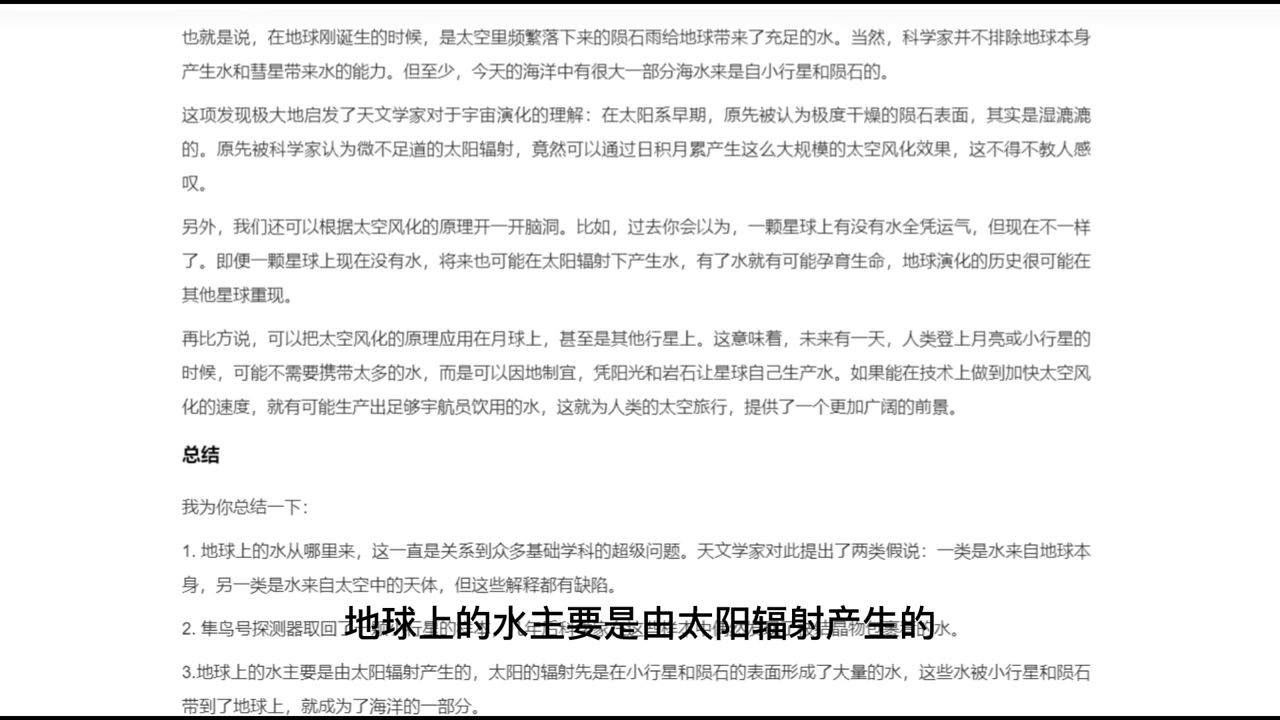 也就是说，在地球刚诞生的时候，是太空里频繁落下来的陨石雨给地球带来了充足的水。当然，科学家并不排除地球本身
产生水和彗星带来水的能力。但至少，今天的海洋中有很大一部分海水来是自小行星和陨石的。
这项发现极大地启发了天文学家对于宇宙演化的理解：在太阳系早期，原先被认为极度干燥的陨石表面，其实是湿漉漉
的。原先被科学家认为微不足道的太阳辐射，竟然可以通过日积月累产生这么大规模的太空风化效果，这不得不教人感
叹。
另外，我们还可以根据太空风化的原理开一开脑洞。比如，过去你会以为，一颗星球上有没有水全凭运气，但现在不一样
了。即便一颗星球上现在没有水，将来也可能在太阳辐射下产生水，有了水就有可能孕育生命，地球演化的历史很可能在
其他星球重现。
再比方说，可以把太空风化的原理应用在月球上，甚至是其他行星上。这意味着，未来有一天，人类登上月亮或小行星的
时候，可能不需要携带太多的水，而是可以因地制宜，凭阳光和岩石让星球自己生产水。如果能在技术上做到加快太空风
化的速度，就有可能生产出足够宇航员饮用的水，这就为人类的太空旅行，提供了一个更加广阔的前景。
总结
我为你总结一下：
1. 地球上的水从哪里来，这一直是关系到众多基础学科的超级问题。天文学家对此提出了两类假说：一类是水来自地球本
身，另一类是水来自太空中的天体，但这些解释都有缺陷。
2. 隼鸟号探测器取回了 水。
地球上的水主要是由太阳辐射产生的
3.地球上的水主要是由太阳辐射产生的，太阳的辐射先是在小行星和陨石的表面形成了大量的水，这些水被小行星和陨石
带到了地球上，就成为了海洋的一部分。